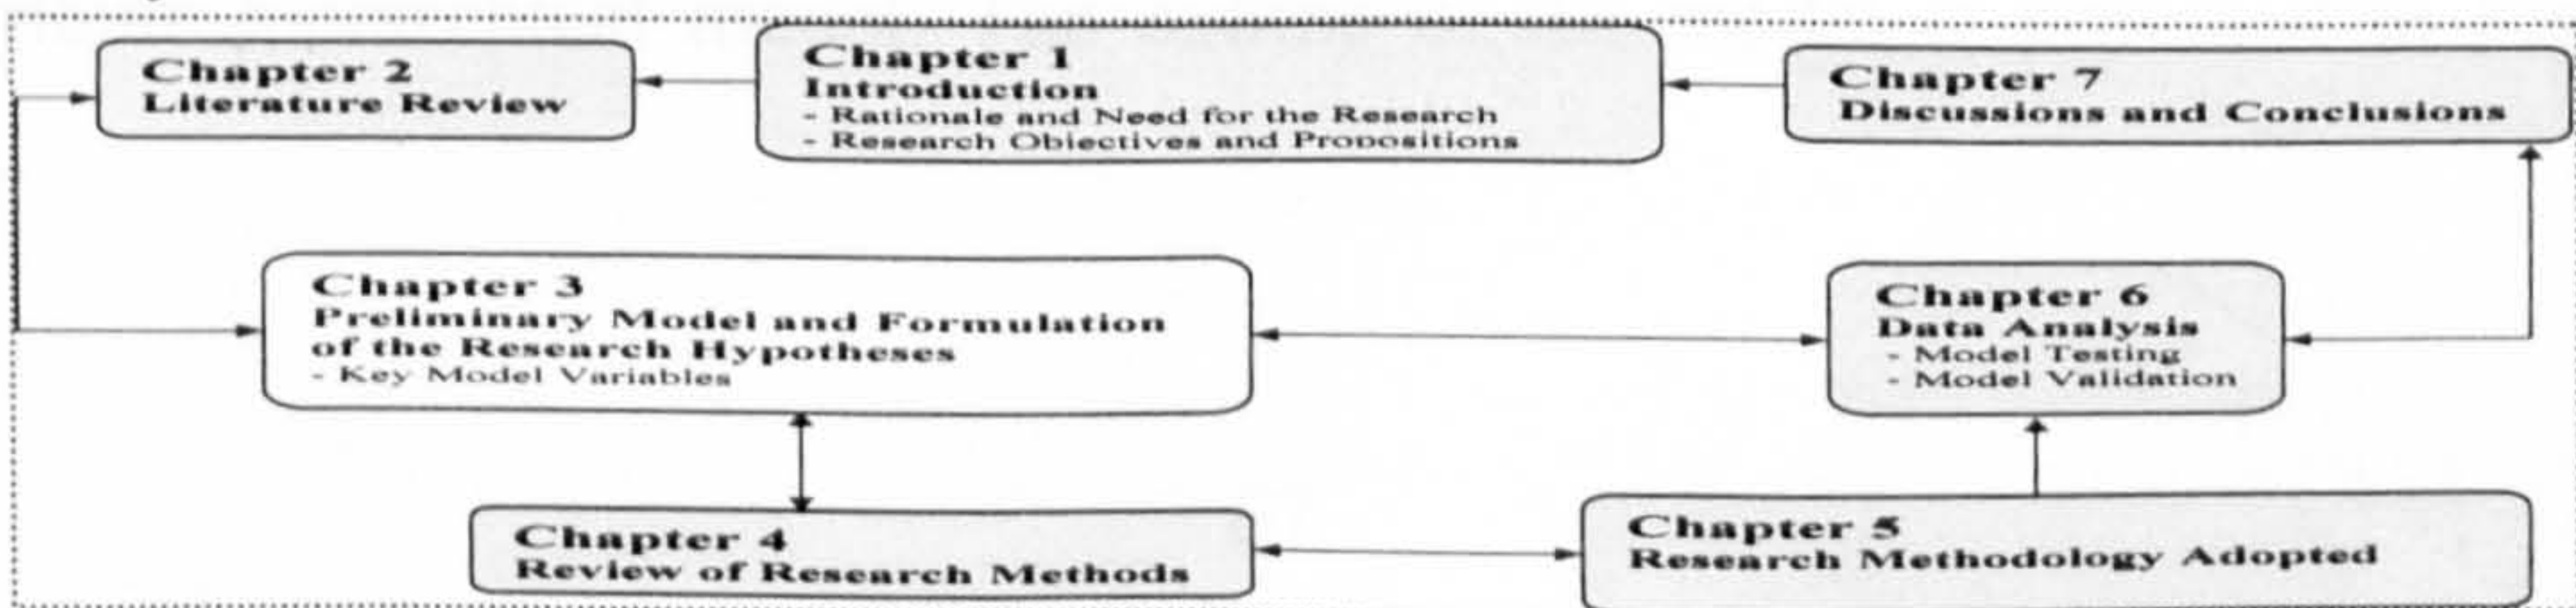 Chapter 2
Literature Review
Chapter 1
Introduction
- Rationale and Need for the Research
- Research Objectives and Propositions
Chapter 7
Discussions and Conclusions
Chapter 3
Preliminary Model and Formulation
of the Research Hypotheses
- Key Model Variables
Chapter 6
Data Analysis
- Model Testing
- Model Validation
Chapter 4
Review of Research Methods
Chapter 5
Research Methodology Adopted